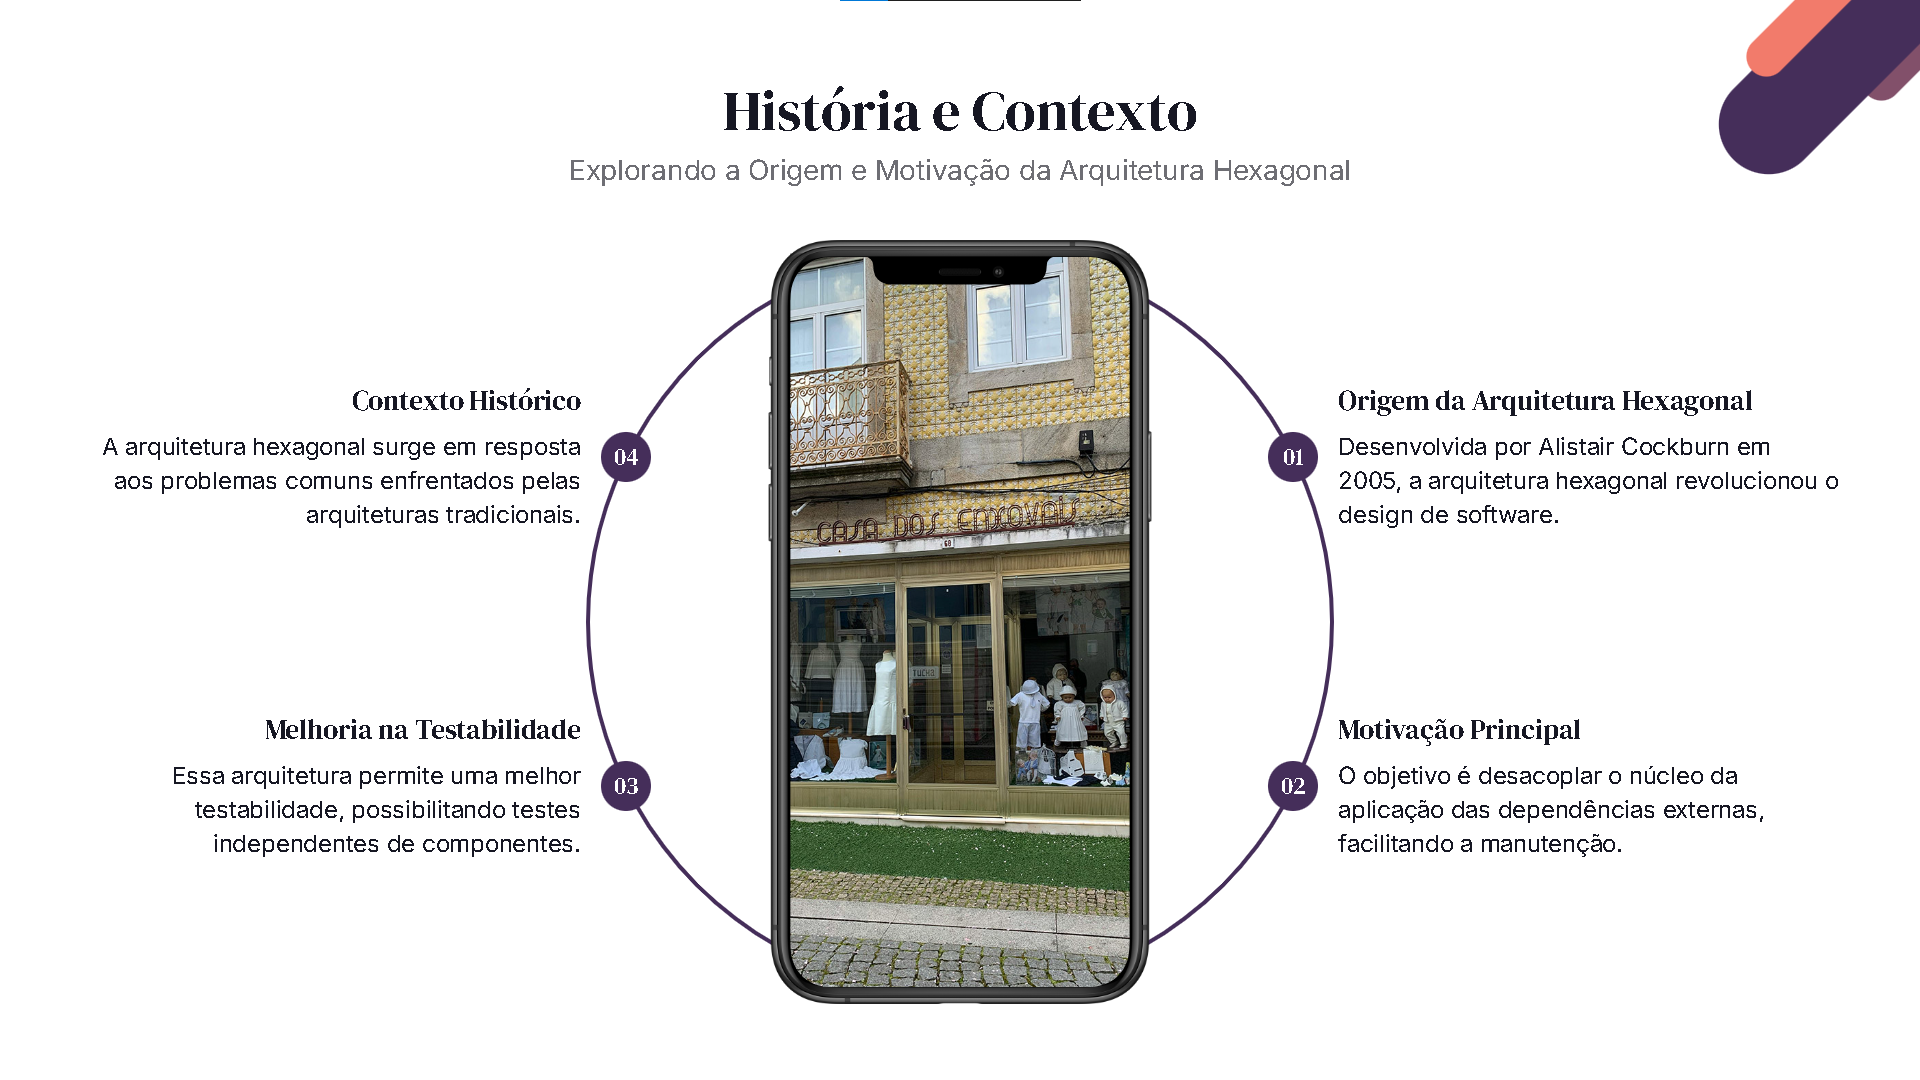 História e Contexto
Explorando a Origem e Motivação da Arquitetura Hexagonal
Origem da Arquitetura Hexagonal
01
Desenvolvida por Alistair Cockburn em
2005, a arquitetura hexagonal revolucionou o
design de software.
Motivação Principal
02
O objetivo é desacoplar o núcleo da
aplicação das dependências externas,
facilitando a manutenção.
Melhoria na Testabilidade
03
Essa arquitetura permite uma melhor
testabilidade, possibilitando testes
independentes de componentes.
Contexto Histórico
04
A arquitetura hexagonal surge em resposta
aos problemas comuns enfrentados pelas
arquiteturas tradicionais.
CASA DOS ENXOVAIS
68